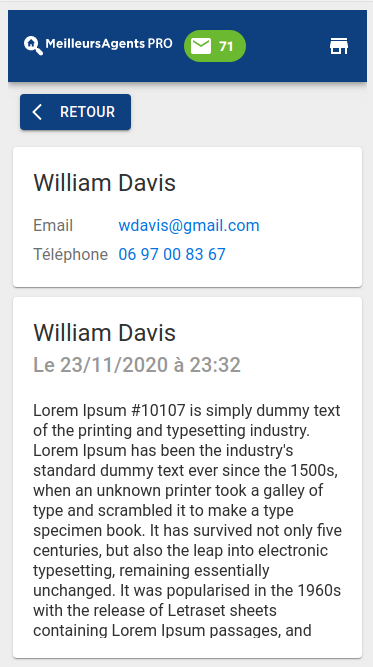 MeilleursAgents PRO 71
RETOUR
William Davis
Email wdavis@gmail.com
Téléphone 06 97 00 83 67
William Davis
Le 23/11/2020 à 23:32
Lorem Ipsum #10107 is simply dummy text
of the printing and typesetting industry.
Lorem Ipsum has been the industry's
standard dummy text ever since the 1500s,
when an unknown printer took a galley of
type and scrambled it to make a type
specimen book. It has survived not only five
centuries, but also the leap into electronic
typesetting, remaining essentially
unchanged. It was popularised in the 1960s
with the release of Letraset sheets
containing Lorem Ipsum passages, and